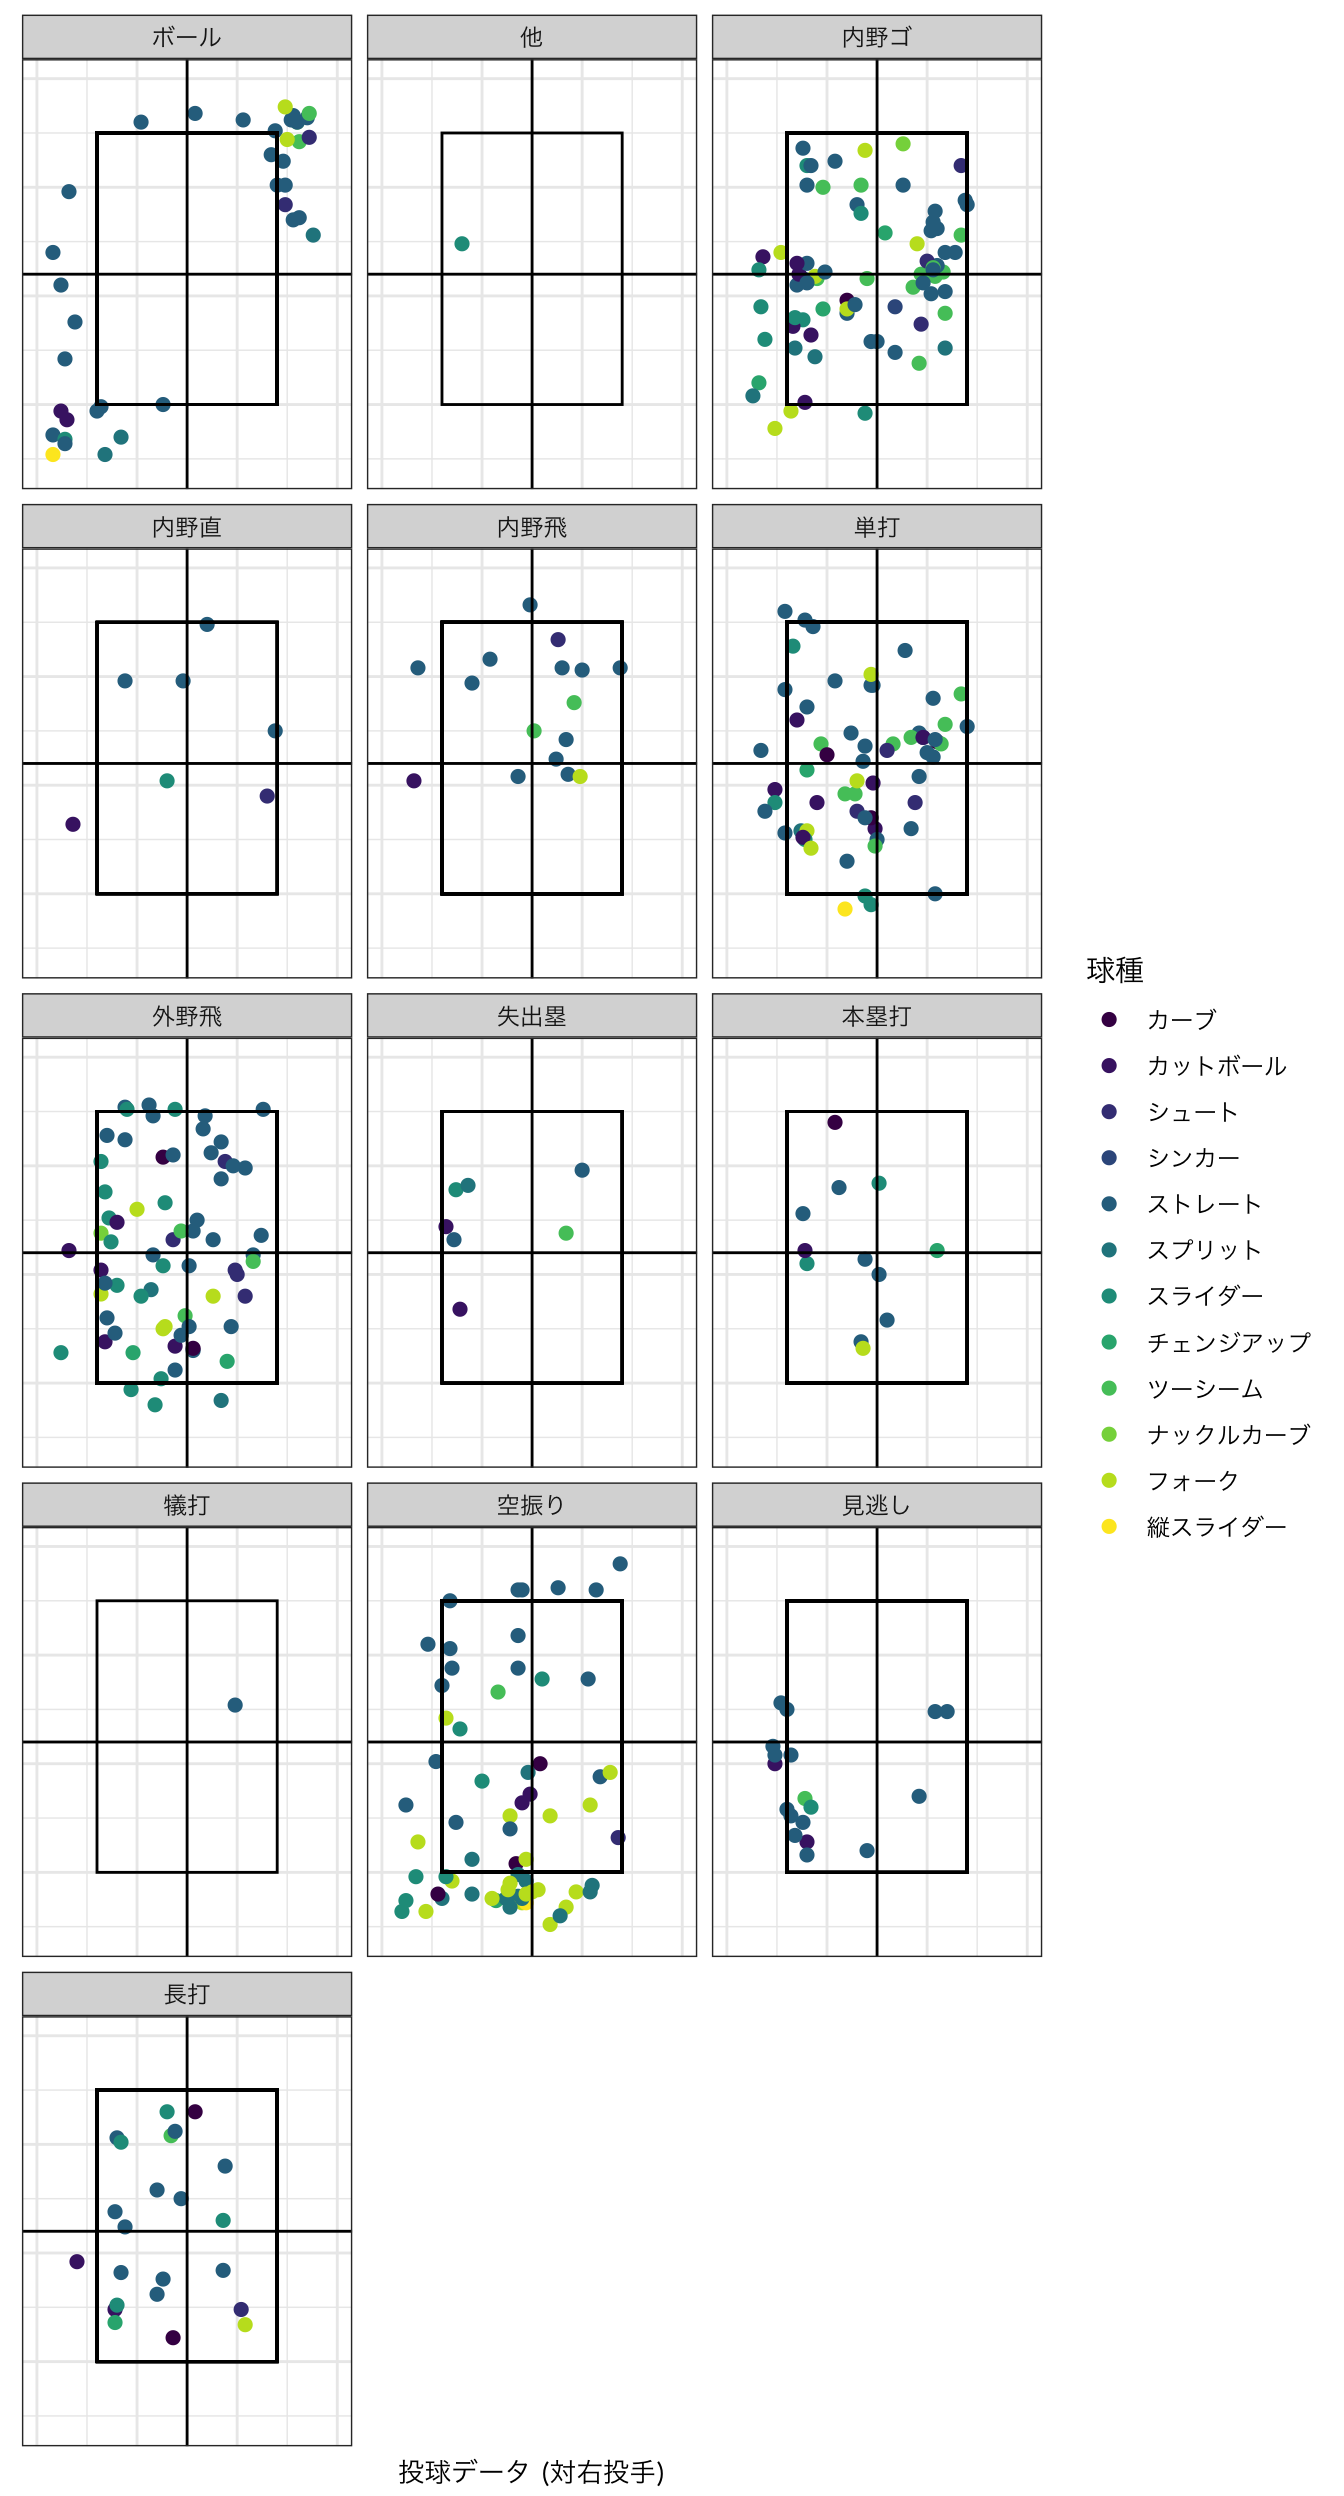 ボール
他
内野ゴ
内野直
内野飛
単打
外野飛
失出塁
本塁打
犠打
空振り
見逃し
長打
球種
カーブ
カットボール
シュート
シンカー
ストレート
スプリット
スライダー
チェンジアップ
ツーシーム
ナックルカーブ
フォーク
縦スライダー
投球データ (対右投手)